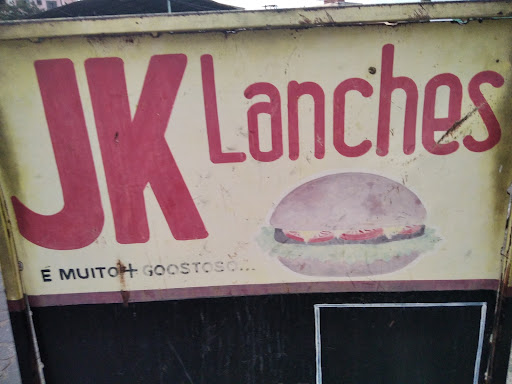 JK Lanches
É MUITO + GOOSTOSO...